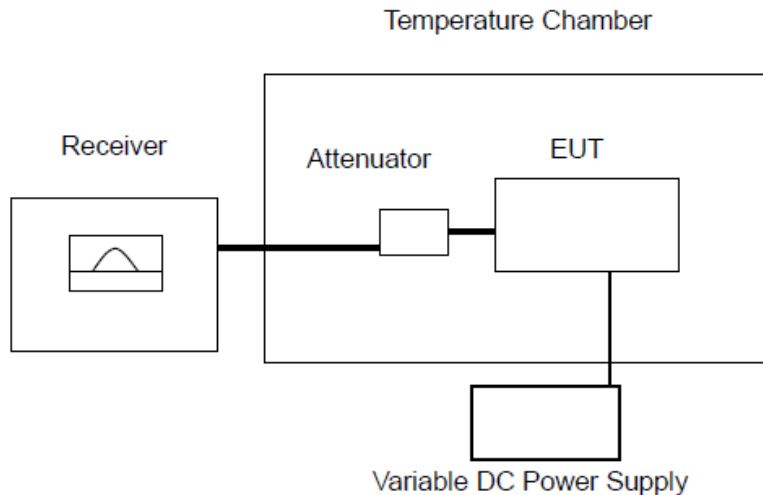 Temperature Chamber
Receiver
Attenuator
EUT
Variable DC Power Supply